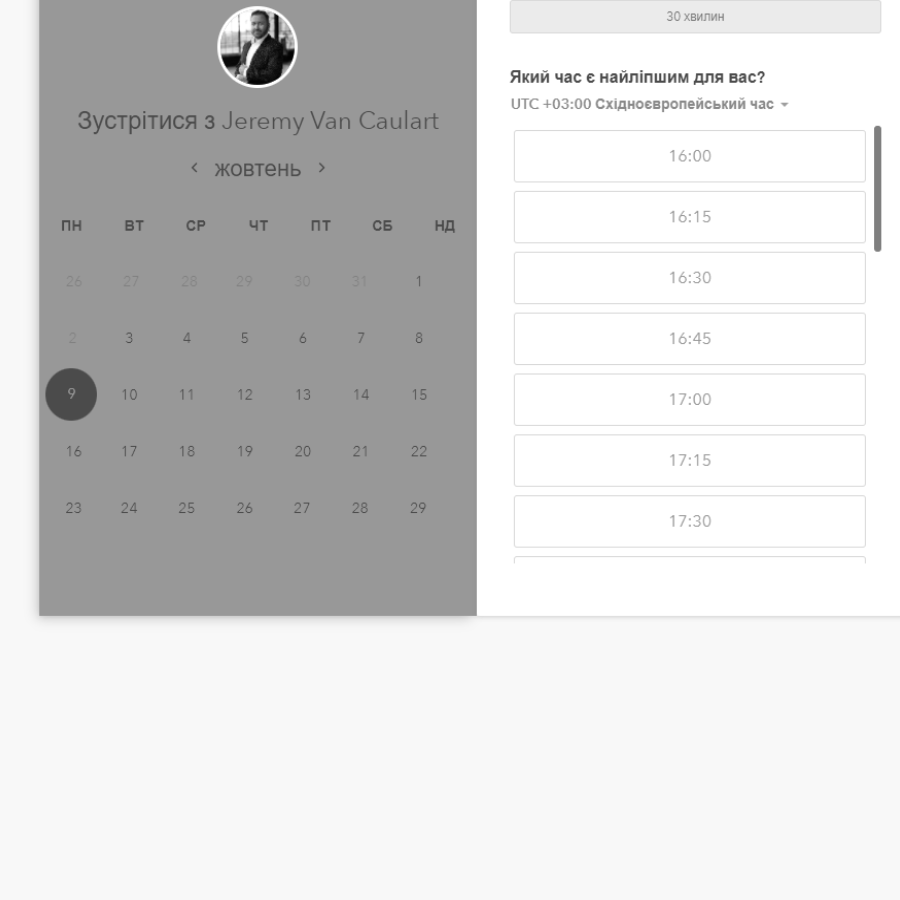 Зустрітися з Jeremy Van Caulart
жовтень
ПН ВТ СР ЧТ ПТ СБ НД
26 27 28 29 30 31 1
2 3 4 5 6 7 8
9 10 11 12 13 14 15
16 17 18 19 20 21 22
23 24 25 26 27 28 29
30 хвилин
Який час є найліпшим для вас?
UTC +03:00 Східноєвропейський час
16:00
16:15
16:30
16:45
17:00
17:15
17:30